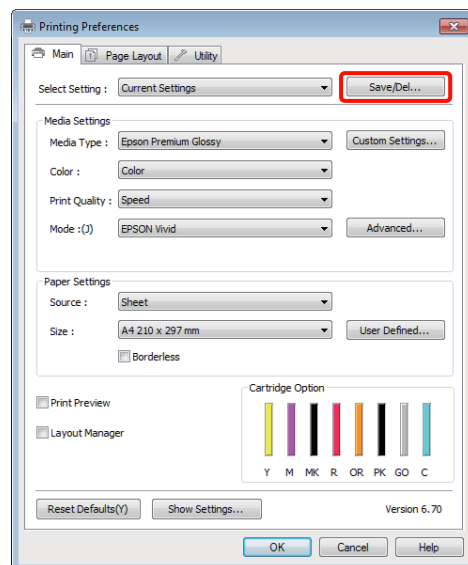 Printing Preferences
Main Page Layout Utility
Select Setting : Current Settings Save/Del...
Media Settings
Media Type : Epson Premium Glossy Custom Settings...
Color : Color
Print Quality : Speed
Mode :(J) EPSON Vivid Advanced...
Paper Settings
Source : Sheet
Size : A4 210 x 297 mm User Defined...
Borderless
Cartridge Option
Print Preview
Layout Manager
Y M MK R OR PK GO C
Reset Defaults(Y) Show Settings... Version 6.70
OK Cancel Help